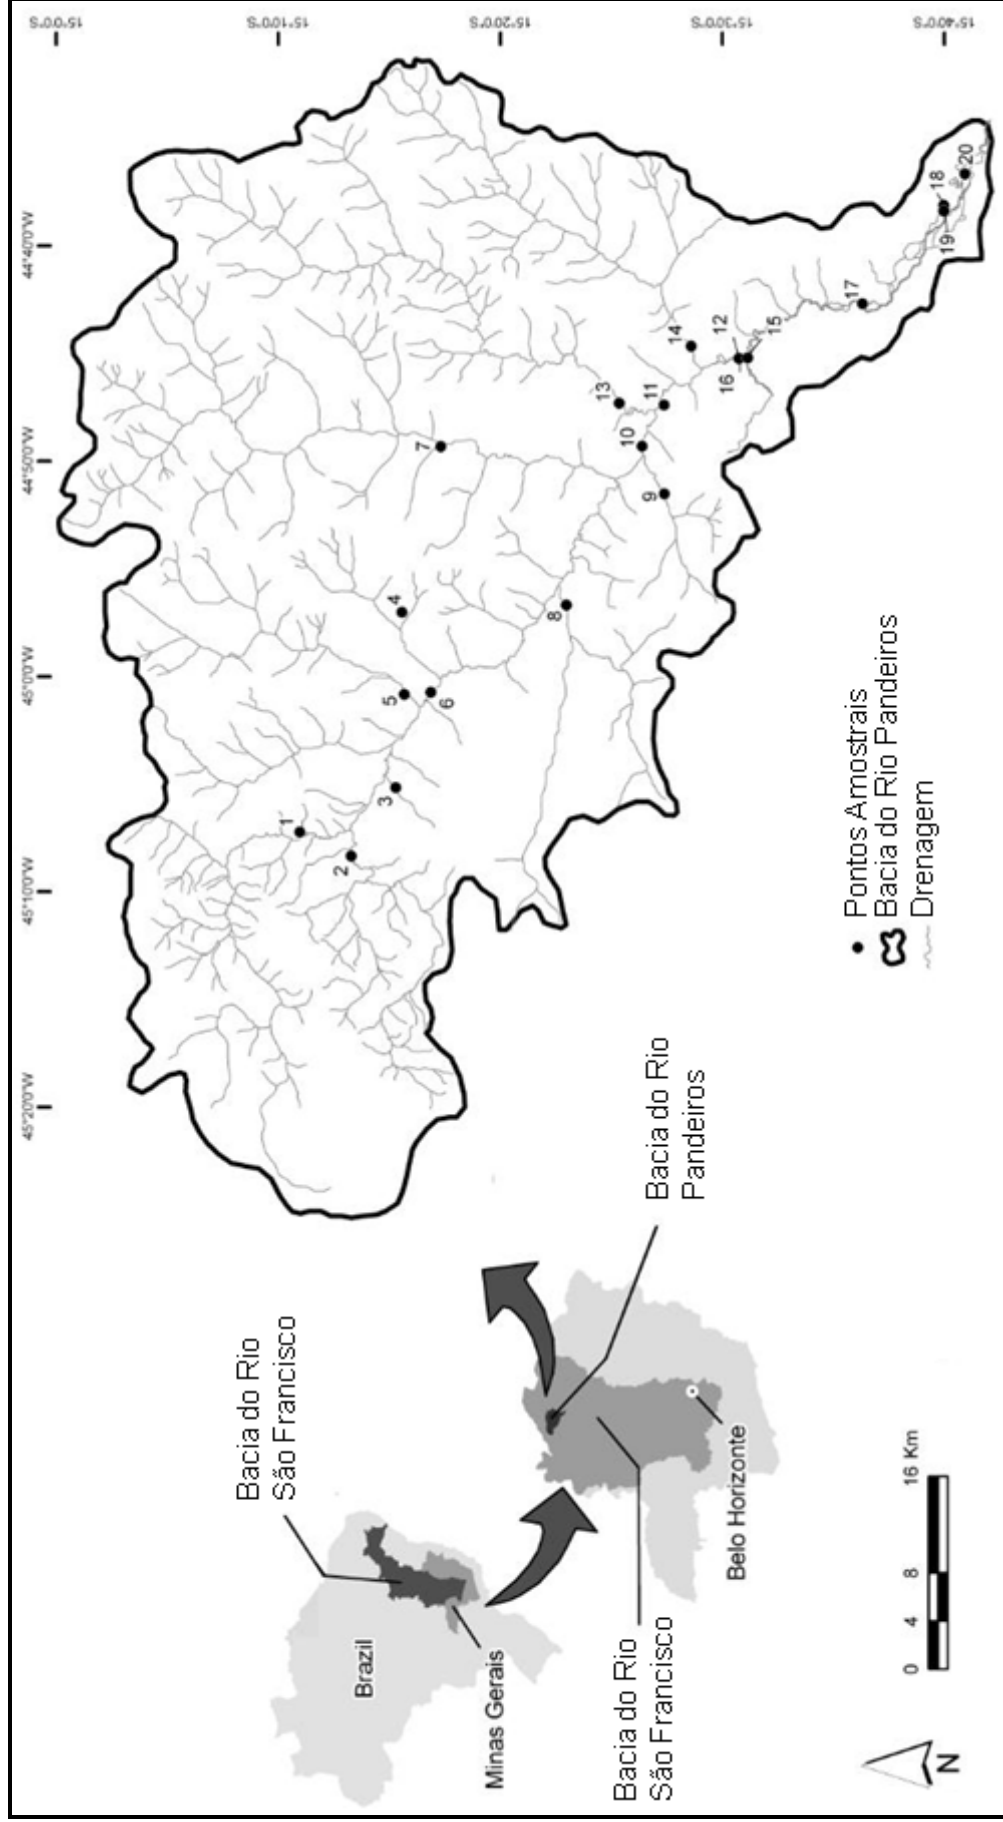 45°20'0"W
45°10'0"W
45°0'0"W
44°50'0"W
44°40'0"W
15°0'0"S
15°10'0"S
15°20'0"S
15°30'0"S
15°40'0"S
Bacia do Rio
São Francisco
Brazil
Minas Gerais
Bacia do Rio
São Francisco
Bacia do Rio
Pandeiros
Belo Horizonte
1
2
3
4
5
6
7
8
9
10
11
13
14
12
16
15
17
18
19
20
Pontos Amostrais
Bacia do Rio Pandeiros
Drenagem
0 4 8 16 Km
N